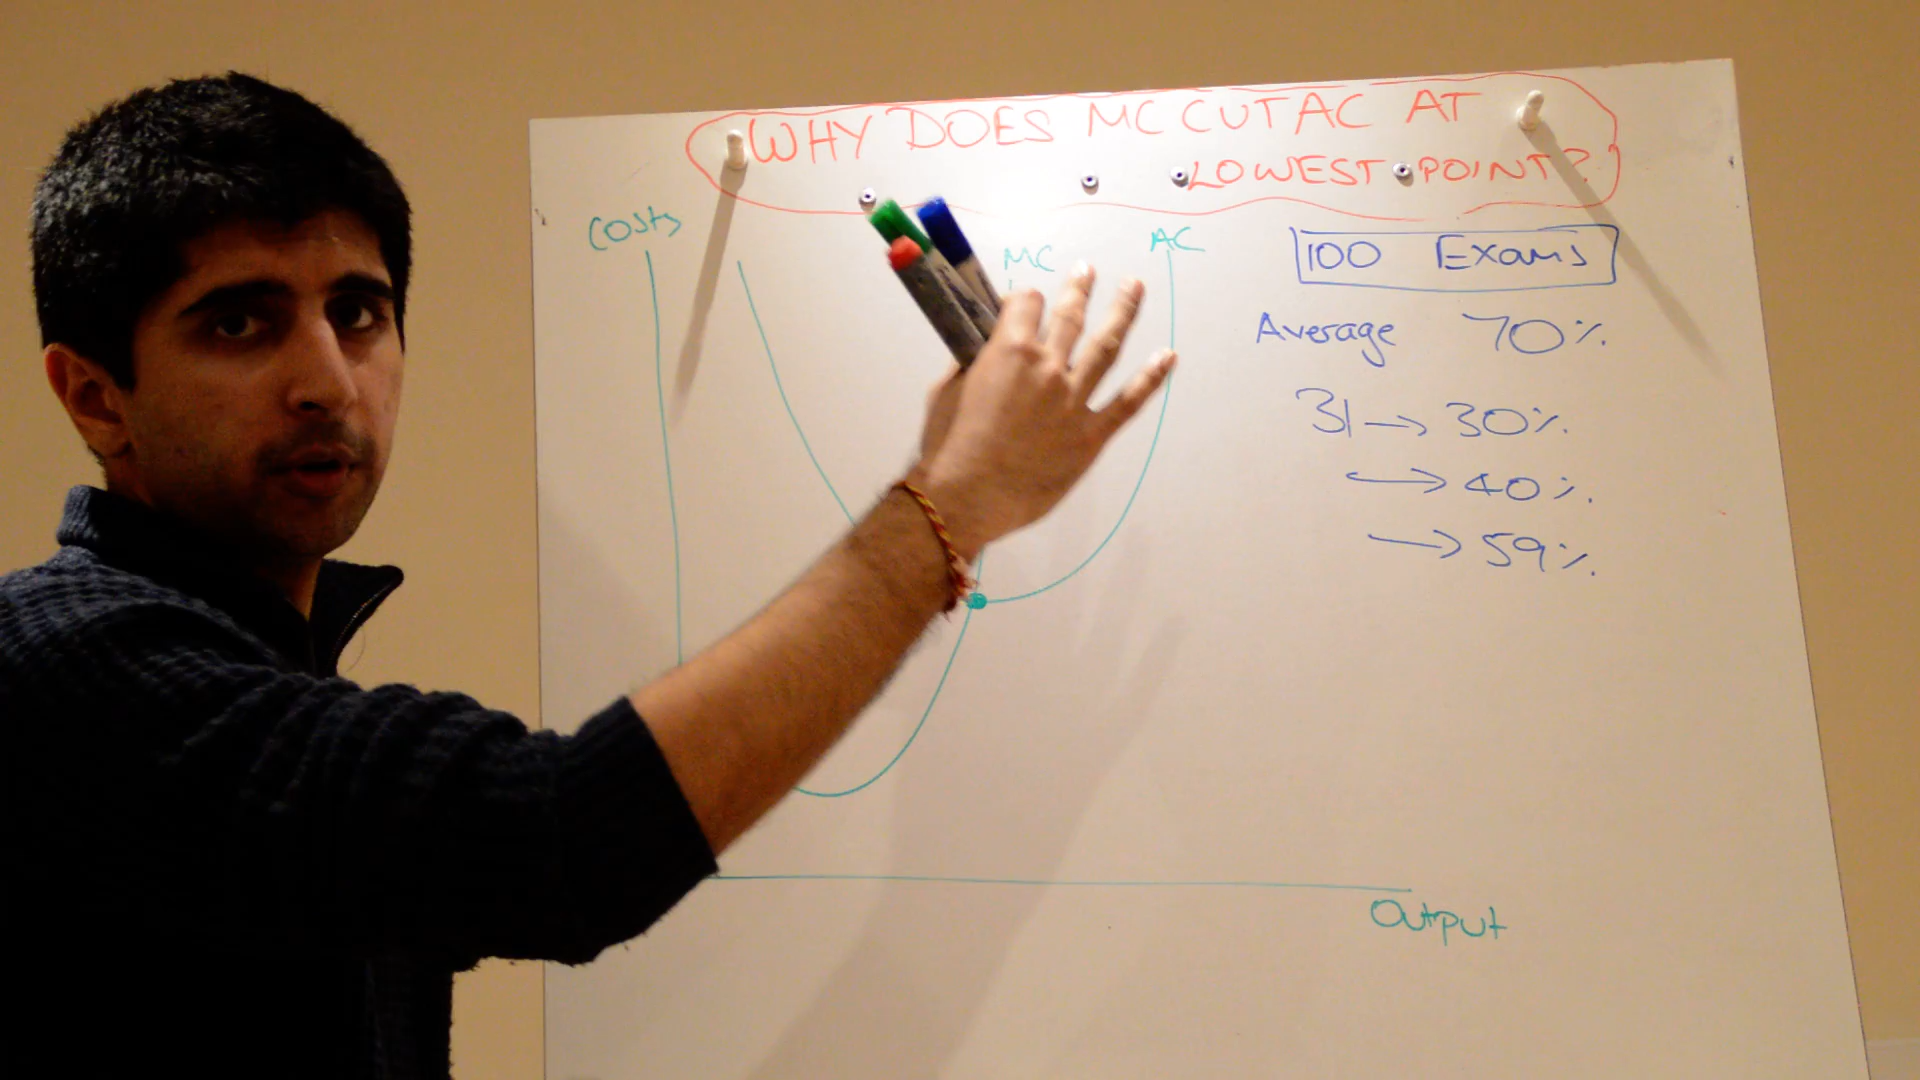 WHY DOES MC CUT AC AT
LOWEST POINT?
Costs
MC
AC
100 Exams
Average 70%
31 → 30%
→ 40%
→ 59%
Output